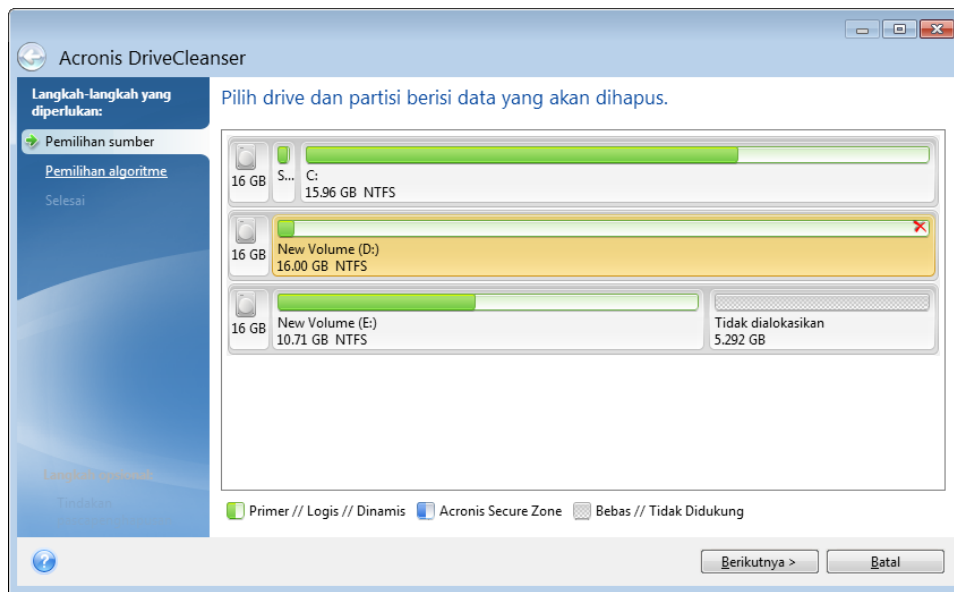 Acronis DriveCleanser
Langkah-langkah yang
diperlukan:
Pemilihan sumber
Pemilihan algoritme
Selesai
Langkah opsional:
Tindakan
Pilih drive dan partisi berisi data yang akan dihapus.
16 GB
S...
C:
15.96 GB NTFS
16 GB
New Volume (D:)
16.00 GB NTFS
16 GB
New Volume (E:)
10.71 GB NTFS
Tidak dialokasikan
5.292 GB
Primer // Logis // Dinamis
Acronis Secure Zone
Bebas // Tidak Didukung
Berikutnya >
Batal